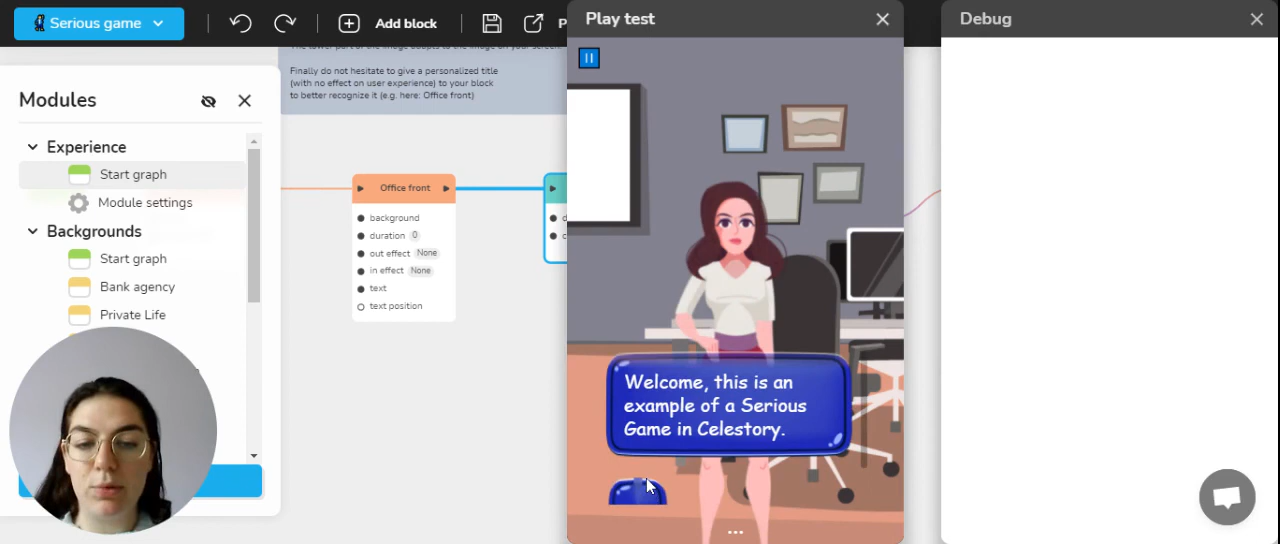 Serious game
Add block
P
Play test
Debug
The lower part of the image adapts to the image on your screen.
Finally do not hesitate to give a personalized title
(with no effect on user experience) to your block
to better recognize it (e.g. here: Office front)
Modules
Experience
Start graph
Module settings
Backgrounds
Start graph
Bank agency
Private Life
Office front
background
duration 0
out effect None
in effect None
text
text position
d
c
Welcome, this is an
example of a Serious
Game in Celestory.
...